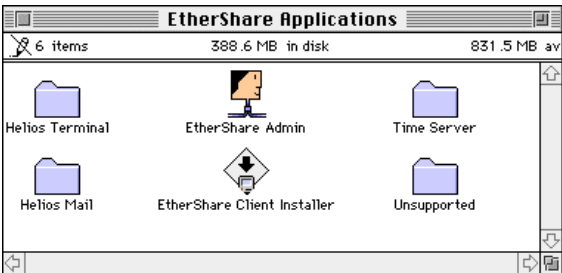 EtherShare Applications
6 items 388.6 MB in disk 831.5 MB av
Helios Terminal EtherShare Admin Time Server
Helios Mail EtherShare Client Installer Unsupported